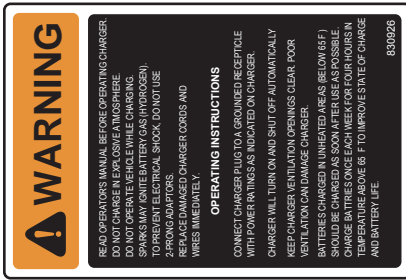 WARNING
READ OPERATOR'S MANUAL BEFORE OPERATING CHARGER.
DO NOT CHARGE IN EXPLOSIVE ATMOSPHERE.
DO NOT OPERATE VEHICLE WHILE CHARGING.
SPARKS MAY IGNITE BATTERY GAS (HYDROGEN).
TO PREVENT ELECTRICAL SHOCK, DO NOT USE
2-PRONG ADAPTORS.
REPLACE DAMAGED CHARGER CORDS AND
WIRES IMMEDIATELY.
OPERATING INSTRUCTIONS
CONNECT CHARGER PLUG TO A GROUNDED RECEPTICLE
WITH POWER RATINGS AS INDICATED ON CHARGER.
CHARGER WILL TURN ON AND SHUT OFF AUTOMATICALLY
KEEP CHARGER VENTILATION OPENINGS CLEAR. POOR
VENTILATION CAN DAMAGE CHARGER.
BATTERIES CHARGED IN UNHEATED AREAS (BELOW 65 F)
SHOULD BE CHARGED AS SOON AFTER USE AS POSSIBLE.
CHARGE BATTRIES ONCE EACH WEEK FOR FOUR HOURS IN
TEMPERATURE ABOVE 65 F TO IMPROVE STATE OF CHARGE
AND BATTERY LIFE.
830926